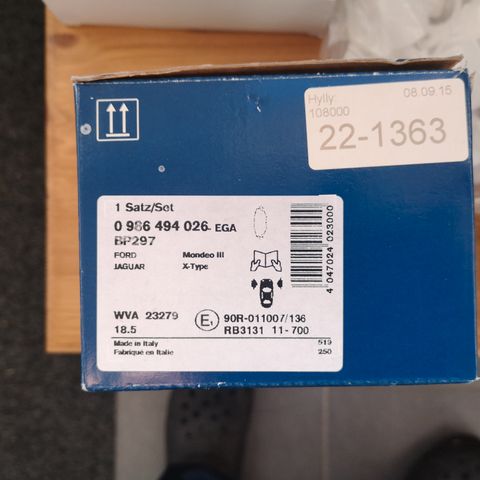 Hylly: 08.09.15
108000
22-1363
1 Satz/Set
0 986 494 026- EGA
BP297
FORD Mondeo III
JAGUAR X-Type
4 047024 023000
WVA 23279 E1 90R-011007/136
18.5 RB3131 11-700
Made in Italy 519
Fabriqué en Italie 250